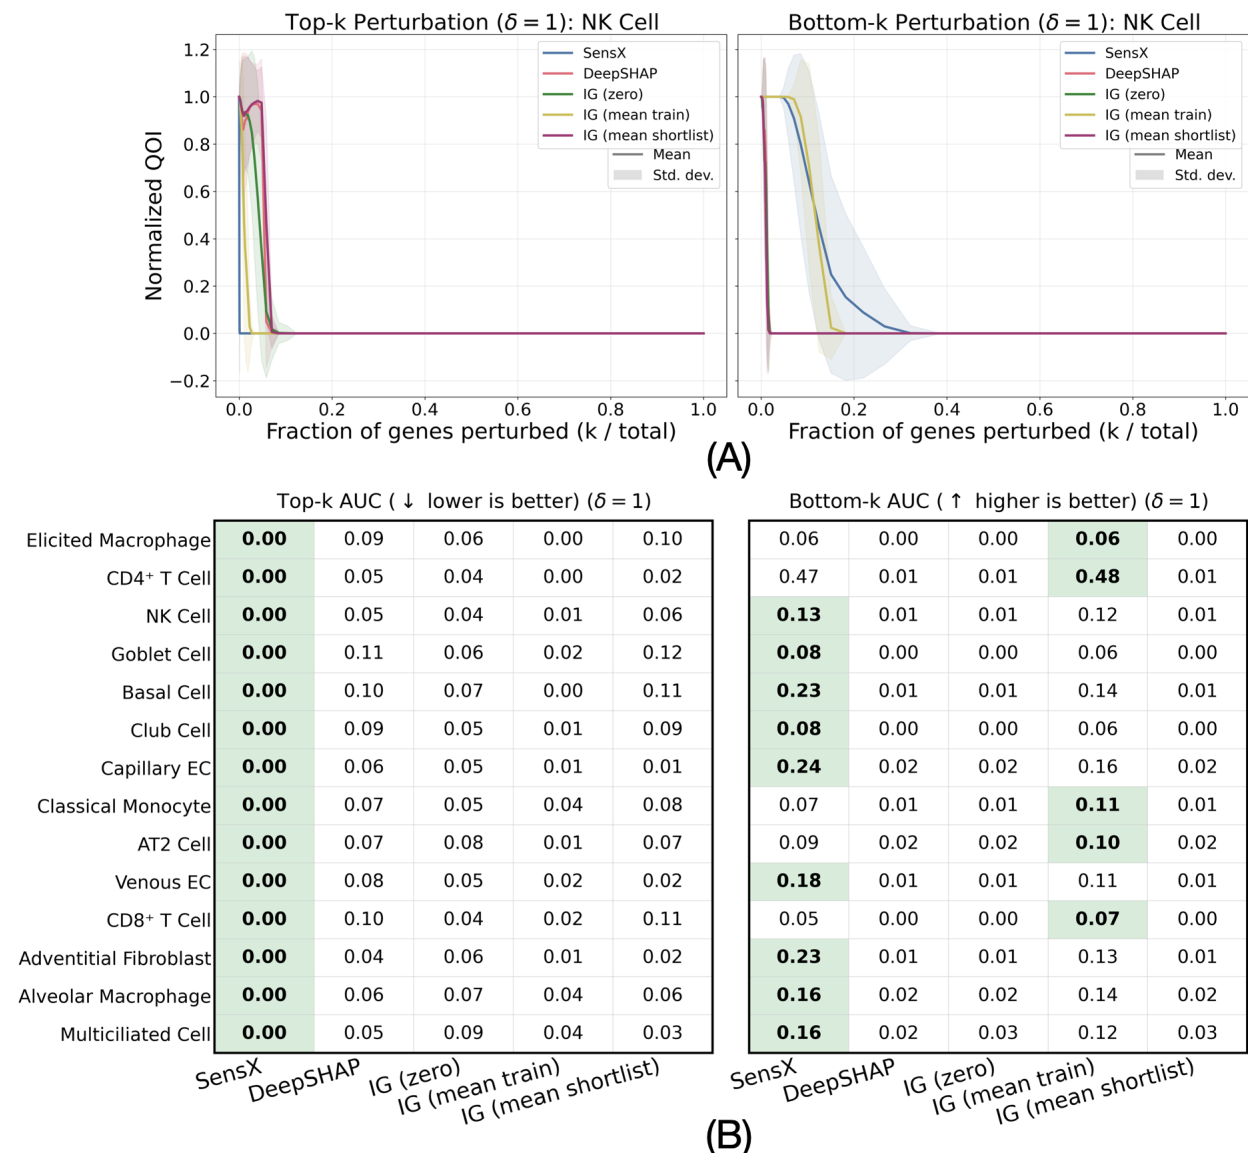 Top-k Perturbation (δ = 1): NK Cell
Bottom-k Perturbation (δ = 1): NK Cell
Normalized QOI
1.2
1.0
0.8
0.6
0.4
0.2
0.0
−0.2
SensX
DeepSHAP
IG (zero)
IG (mean train)
IG (mean shortlist)
Mean
Std. dev.
SensX
DeepSHAP
IG (zero)
IG (mean train)
IG (mean shortlist)
Mean
Std. dev.
0.0 0.2 0.4 0.6 0.8 1.0
0.0 0.2 0.4 0.6 0.8 1.0
Fraction of genes perturbed (k / total)
Fraction of genes perturbed (k / total)
(A)
Top-k AUC (↓ lower is better) (δ = 1)
Bottom-k AUC (↑ higher is better) (δ = 1)
Elicited Macrophage 0.00 0.09 0.06 0.00 0.10 0.06 0.00 0.00 0.06 0.00
CD4⁺ T Cell 0.00 0.05 0.04 0.00 0.02 0.47 0.01 0.01 0.48 0.01
NK Cell 0.00 0.05 0.04 0.01 0.06 0.13 0.01 0.01 0.12 0.01
Goblet Cell 0.00 0.11 0.06 0.02 0.12 0.08 0.00 0.00 0.06 0.00
Basal Cell 0.00 0.10 0.07 0.00 0.11 0.23 0.01 0.01 0.14 0.01
Club Cell 0.00 0.09 0.05 0.01 0.09 0.08 0.00 0.00 0.06 0.00
Capillary EC 0.00 0.06 0.05 0.01 0.01 0.24 0.02 0.02 0.16 0.02
Classical Monocyte 0.00 0.07 0.05 0.04 0.08 0.07 0.01 0.01 0.11 0.01
AT2 Cell 0.00 0.07 0.08 0.01 0.07 0.09 0.02 0.02 0.10 0.02
Venous EC 0.00 0.08 0.05 0.02 0.02 0.18 0.01 0.01 0.11 0.01
CD8⁺ T Cell 0.00 0.10 0.04 0.02 0.11 0.05 0.00 0.00 0.07 0.00
Adventitial Fibroblast 0.00 0.04 0.06 0.01 0.02 0.23 0.01 0.01 0.13 0.01
Alveolar Macrophage 0.00 0.06 0.07 0.04 0.06 0.16 0.02 0.02 0.14 0.02
Multiciliated Cell 0.00 0.05 0.09 0.04 0.03 0.16 0.02 0.03 0.12 0.03
SensX DeepSHAP IG (zero) IG (mean train) IG (mean shortlist)
SensX DeepSHAP IG (zero) IG (mean train) IG (mean shortlist)
(B)